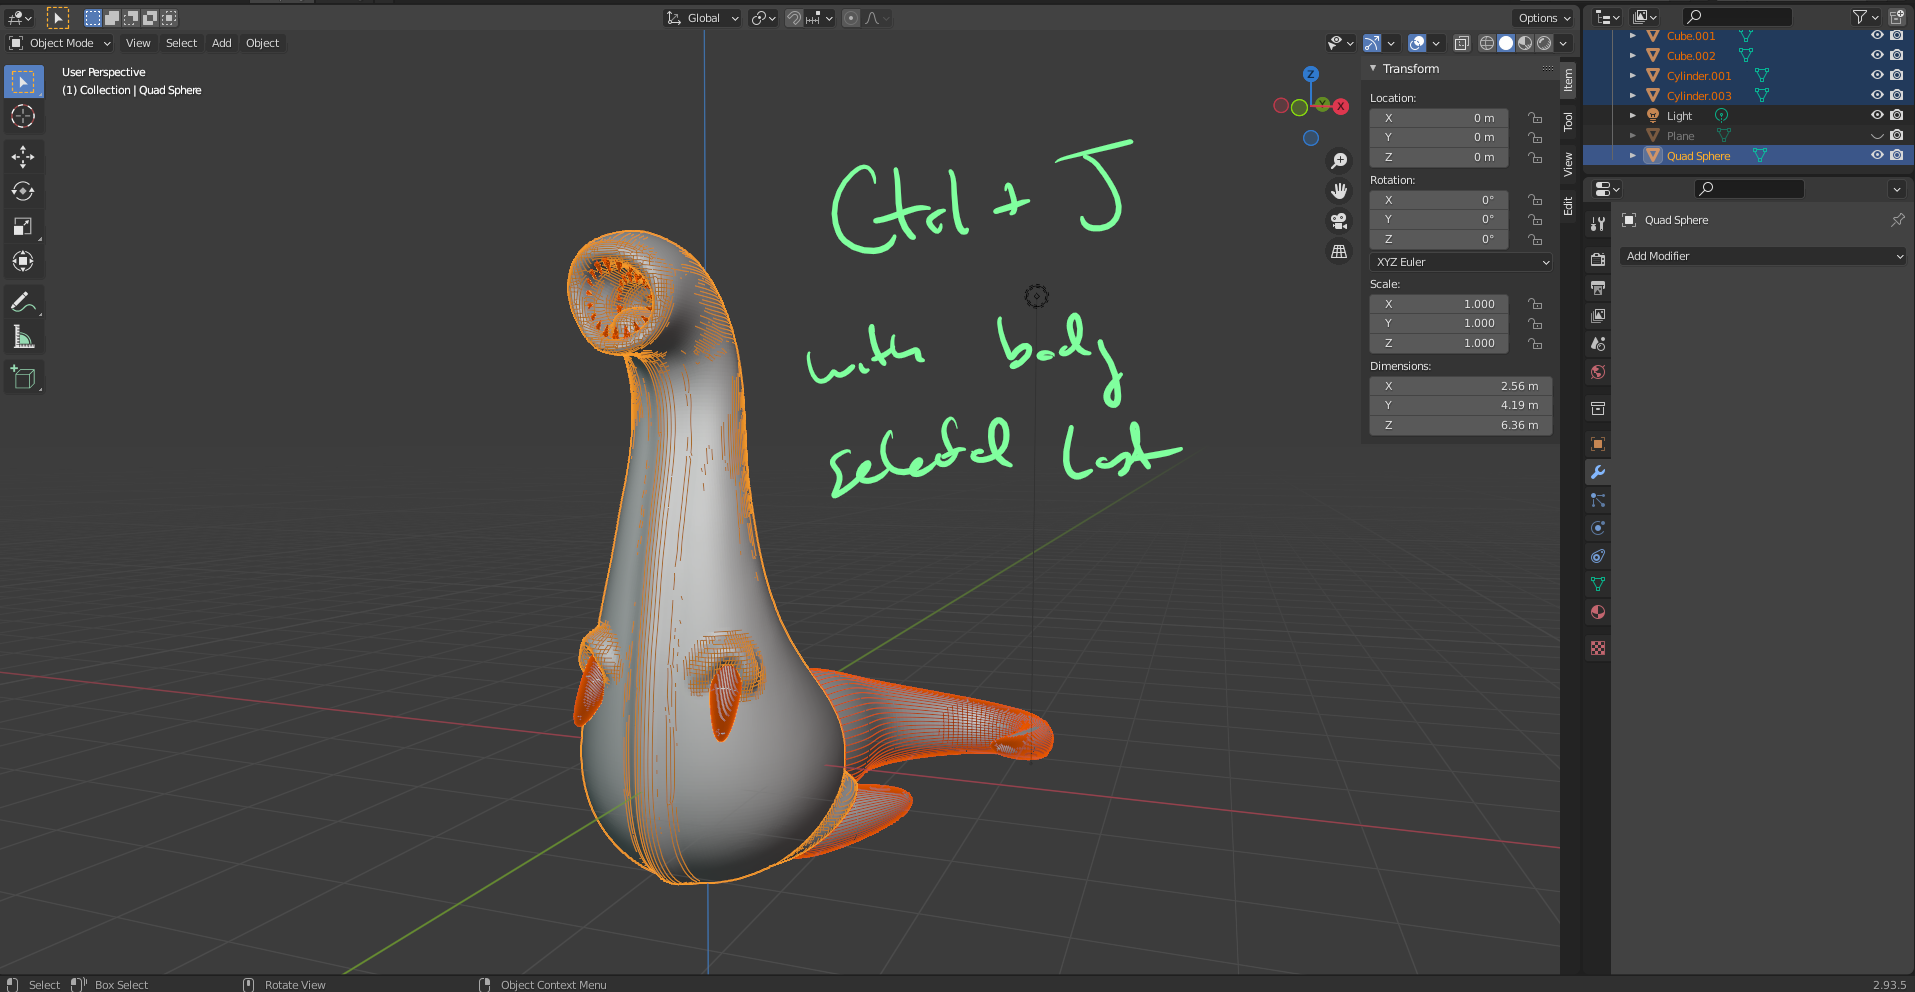 Global
Options
Object Mode
View
Select
Add
Object
User Perspective
(1) Collection | Quad Sphere
Ctrl + J
with body
selected last
Z
Y
X
Transform
Location:
X 0 m
Y 0 m
Z 0 m
Rotation:
X 0°
Y 0°
Z 0°
XYZ Euler
Scale:
X 1.000
Y 1.000
Z 1.000
Dimensions:
X 2.56 m
Y 4.19 m
Z 6.36 m
Item
Tool
View
Edit
Cube.001
Cube.002
Cylinder.001
Cylinder.003
Light
Plane
Quad Sphere
Quad Sphere
Add Modifier
Select
Box Select
Rotate View
Object Context Menu
2.93.5